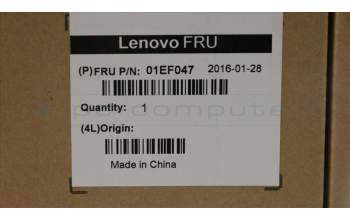 Lenovo FRU
(P)FRU P/N: 01EF047 2016-01-28
Quantity: 1
(4L)Origin:
Made in China